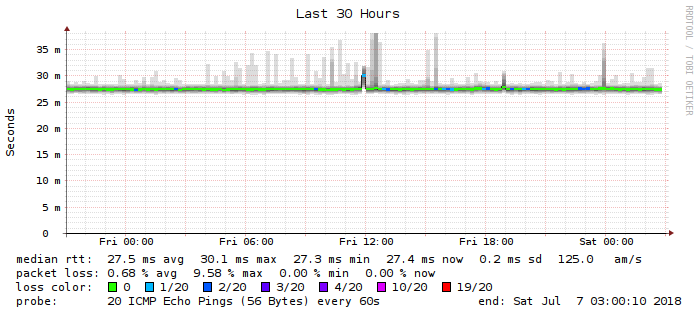 Last 30 Hours
RRDTOOL / TOBI OETIKER
Seconds
35 m
30 m
25 m
20 m
15 m
10 m
5 m
0
Fri 00:00 Fri 06:00 Fri 12:00 Fri 18:00 Sat 00:00
median rtt: 27.5 ms avg 30.1 ms max 27.3 ms min 27.4 ms now 0.2 ms sd 125.0 am/s
packet loss: 0.68 % avg 9.58 % max 0.00 % min 0.00 % now
loss color: 0 1/20 2/20 3/20 4/20 10/20 19/20
probe: 20 ICMP Echo Pings (56 Bytes) every 60s end: Sat Jul 7 03:00:10 2018